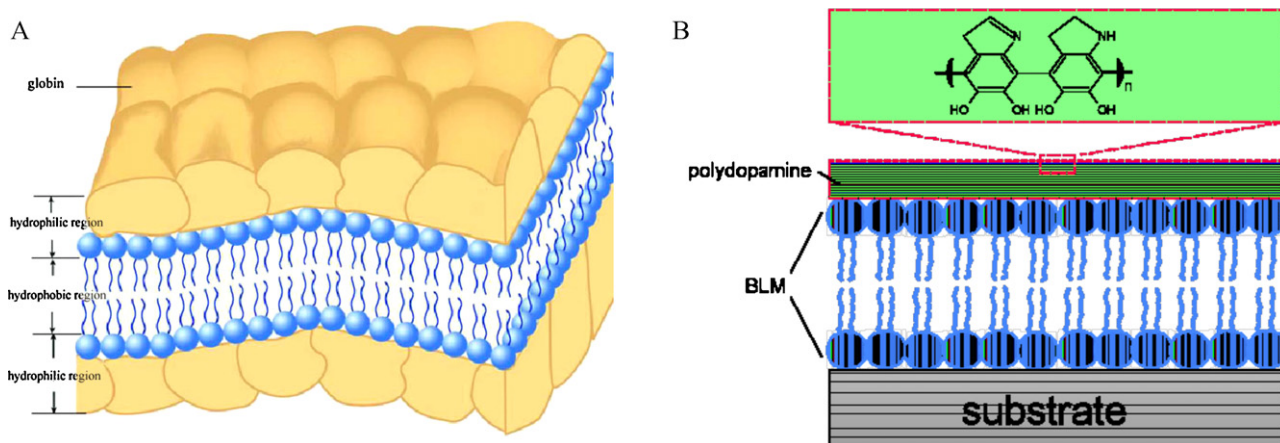 A
globin
hydrophilic region
hydrophobic region
hydrophilic region
B
N
NH
n
HO
OH
HO
OH
polydopamine
BLM
substrate